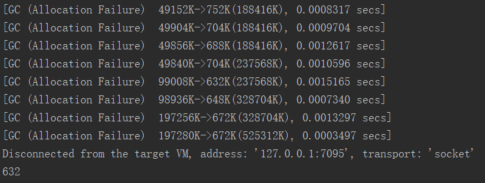 [GC (Allocation Failure)  49152K->752K(188416K), 0.0008317 secs]
[GC (Allocation Failure)  49904K->704K(188416K), 0.0009704 secs]
[GC (Allocation Failure)  49856K->688K(188416K), 0.0012617 secs]
[GC (Allocation Failure)  49840K->704K(237568K), 0.0010596 secs]
[GC (Allocation Failure)  99008K->632K(237568K), 0.0015165 secs]
[GC (Allocation Failure)  98936K->648K(328704K), 0.0007340 secs]
[GC (Allocation Failure)  197256K->672K(328704K), 0.0013297 secs]
[GC (Allocation Failure)  197280K->672K(525312K), 0.0003497 secs]
Disconnected from the target VM, address: '127.0.0.1:7095', transport: 'socket'
632